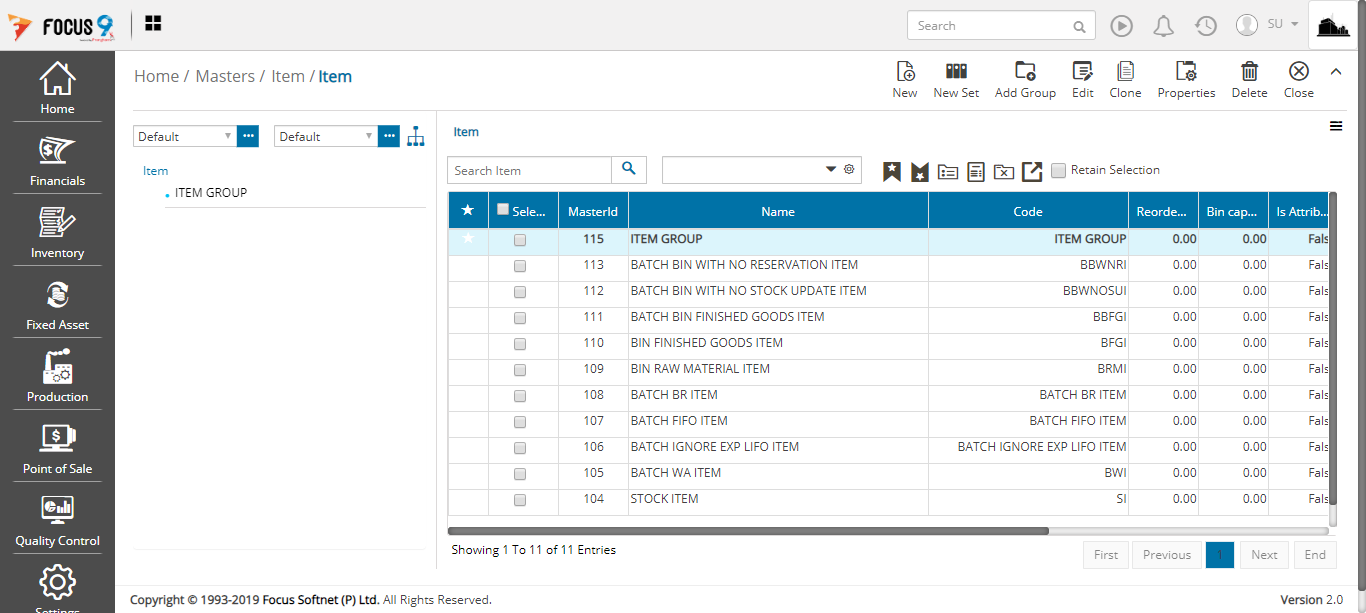 FOCUS 9
Search
SU
Home
Financials
Inventory
Fixed Asset
Production
Point of Sale
Quality Control
Settings
Home / Masters / Item / Item
New
New Set
Add Group
Edit
Clone
Properties
Delete
Close
Default
Default
Item
ITEM GROUP
Item
Search Item
Retain Selection
Sele... MasterId Name Code Reorde... Bin cap... Is Attrib...
115 ITEM GROUP ITEM GROUP 0.00 0.00 Fals
113 BATCH BIN WITH NO RESERVATION ITEM BBWNRI 0.00 0.00 Fals
112 BATCH BIN WITH NO STOCK UPDATE ITEM BBWNOSUI 0.00 0.00 Fals
111 BATCH BIN FINISHED GOODS ITEM BBFGI 0.00 0.00 Fals
110 BIN FINISHED GOODS ITEM BFGI 0.00 0.00 Fals
109 BIN RAW MATERIAL ITEM BRMI 0.00 0.00 Fals
108 BATCH BR ITEM BATCH BR ITEM 0.00 0.00 Fals
107 BATCH FIFO ITEM BATCH FIFO ITEM 0.00 0.00 Fals
106 BATCH IGNORE EXP LIFO ITEM BATCH IGNORE EXP LIFO ITEM 0.00 0.00 Fals
105 BATCH WA ITEM BWI 0.00 0.00 Fals
104 STOCK ITEM SI 0.00 0.00 Fals
Showing 1 To 11 of 11 Entries
First Previous 1 Next End
Copyright © 1993-2019 Focus Softnet (P) Ltd. All Rights Reserved.
Version 2.0